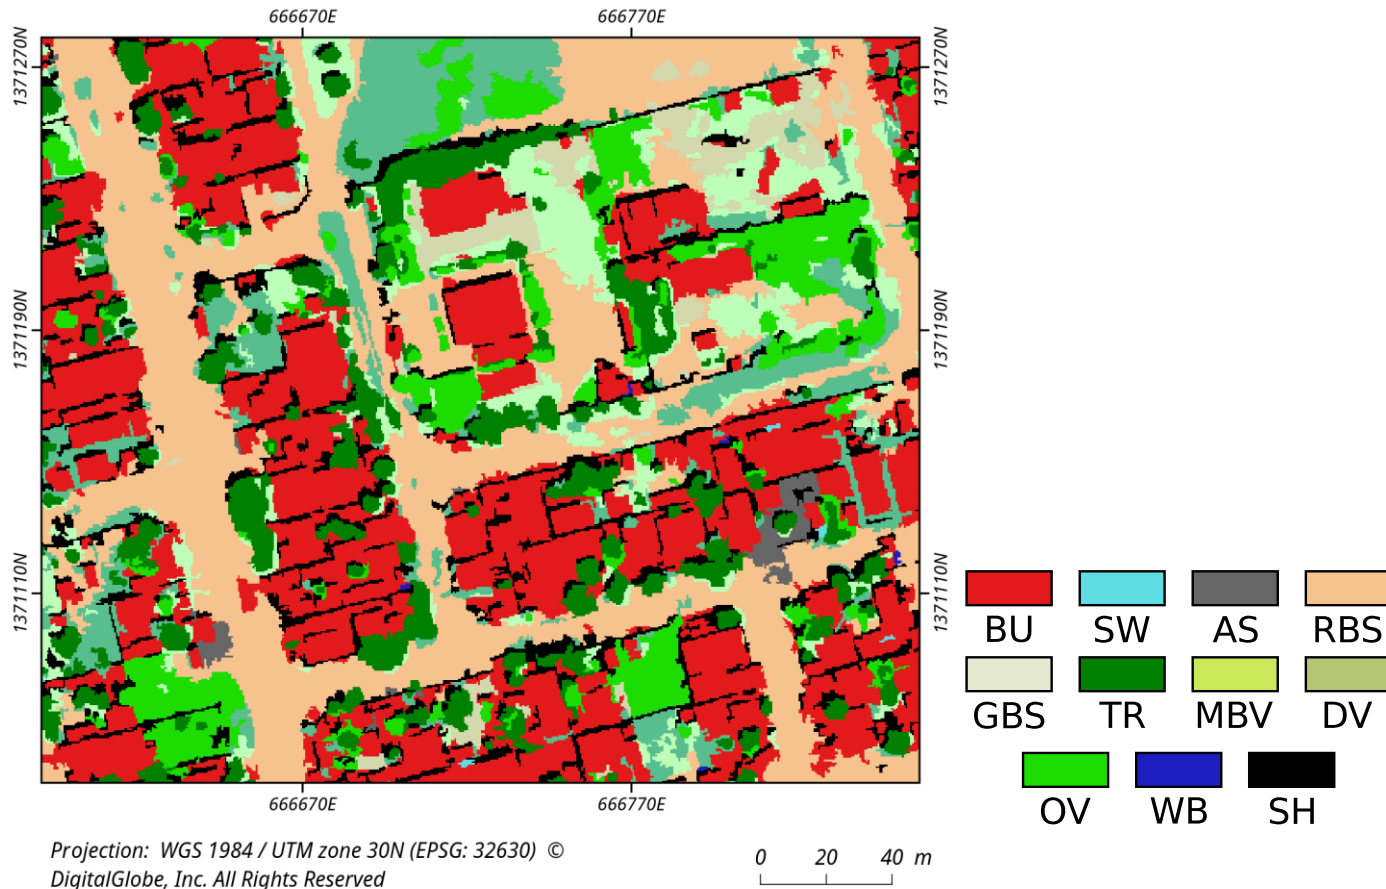 666670E 666770E
1371270N 1371270N
1371190N 1371190N
1371110N 1371110N
666670E 666770E
BU SW AS RBS
GBS TR MBV DV
OV WB SH
Projection: WGS 1984 / UTM zone 30N (EPSG: 32630) ©
DigitalGlobe, Inc. All Rights Reserved
0 20 40 m